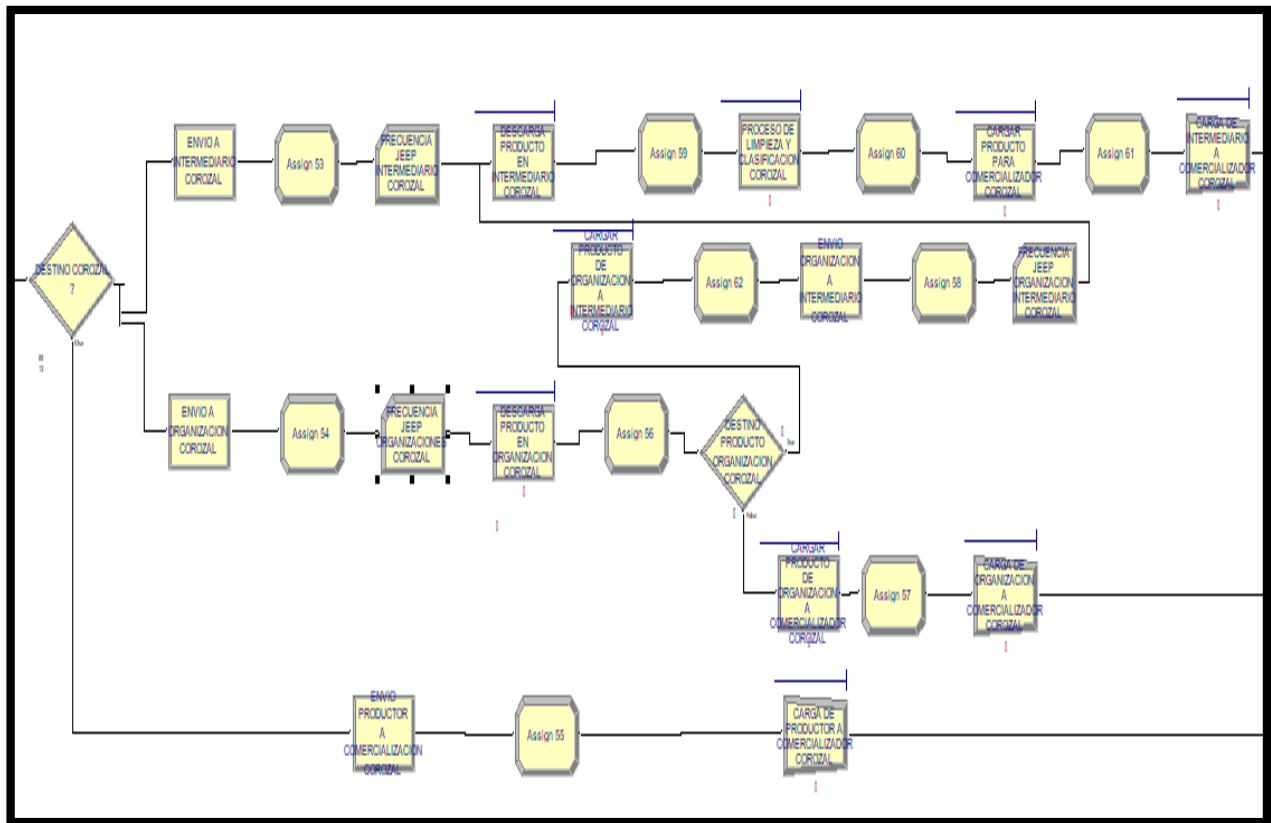 ENVIO A
INTERMEDIARIO
COROZAL
Assign 53
FRECUENCIA
JEEP
INTERMEDIARIO
COROZAL
DESCARGA
PRODUCTO
EN
INTERMEDIARIO
COROZAL
Assign 59
PROCESO DE
LIMPIEZA Y
CLASIFICACION
COROZAL
Assign 60
CARGAR
PRODUCTO
PARA
COMERCIALIZADOR
COROZAL
Assign 61
CARGA DE
INTERMEDIARIO
A
COMERCIALIZADOR
COROZAL
DESTINO COROZAL
?
CARGAR
PRODUCTO
DE
ORGANIZACION
A
INTERMEDIARIO
COROZAL
Assign 62
ENVIO
ORGANIZACION
A
INTERMEDIARIO
COROZAL
Assign 58
FRECUENCIA
JEEP
ORGANIZACION
INTERMEDIARIO
COROZAL
ENVIO A
ORGANIZACION
COROZAL
Assign 54
FRECUENCIA
JEEP
ORGANIZACIONES
COROZAL
DESCARGA
PRODUCTO
EN
ORGANIZACION
COROZAL
Assign 56
DESTINO
PRODUCTO
ORGANIZACION
COROZAL
True
CARGAR
PRODUCTO
DE
ORGANIZACION
A
COMERCIALIZADOR
COROZAL
Assign 57
CARGA DE
ORGANIZACION
A
COMERCIALIZADOR
COROZAL
ENVIO
PRODUCTOR
A
COMERCIALIZACION
COROZAL
Assign 55
CARGA DE
PRODUCTOR A
COMERCIALIZADOR
COROZAL